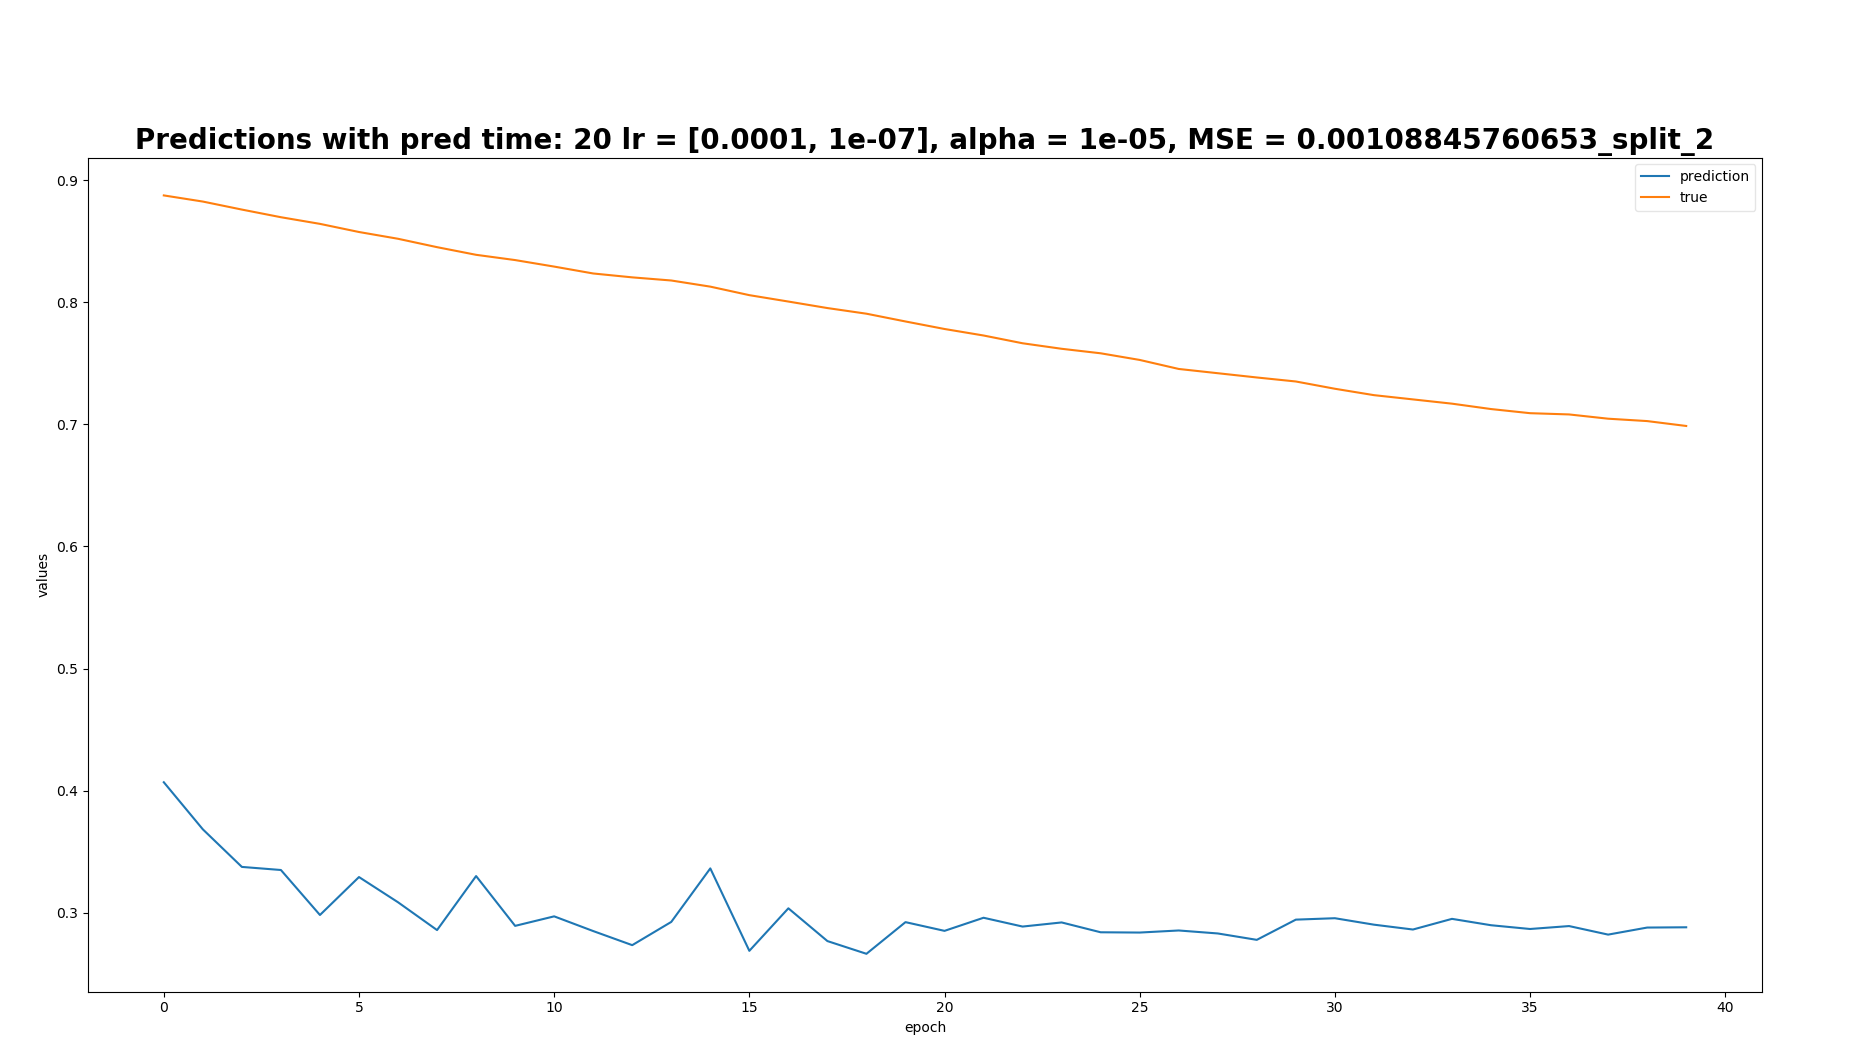 Predictions with pred time: 20 lr = [0.0001, 1e-07], alpha = 1e-05, MSE = 0.00108845760653_split_2
prediction
true
values
0.9
0.8
0.7
0.6
0.5
0.4
0.3
0 5 10 15 20 25 30 35 40
epoch